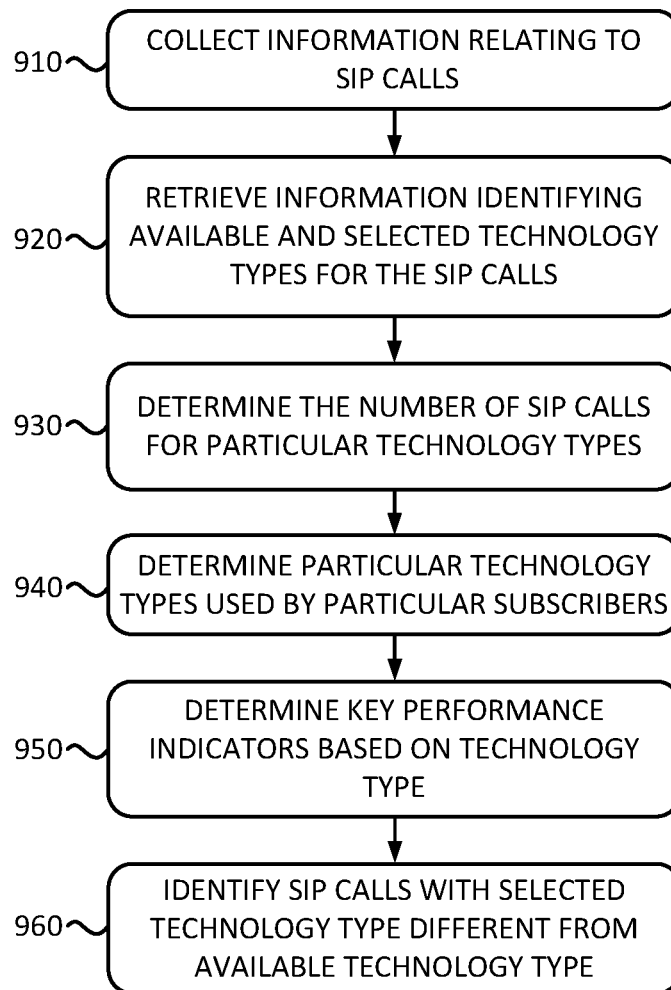 910
COLLECT INFORMATION RELATING TO
SIP CALLS
920
RETRIEVE INFORMATION IDENTIFYING
AVAILABLE AND SELECTED TECHNOLOGY
TYPES FOR THE SIP CALLS
930
DETERMINE THE NUMBER OF SIP CALLS
FOR PARTICULAR TECHNOLOGY TYPES
940
DETERMINE PARTICULAR TECHNOLOGY
TYPES USED BY PARTICULAR SUBSCRIBERS
950
DETERMINE KEY PERFORMANCE
INDICATORS BASED ON TECHNOLOGY
TYPE
960
IDENTIFY SIP CALLS WITH SELECTED
TECHNOLOGY TYPE DIFFERENT FROM
AVAILABLE TECHNOLOGY TYPE